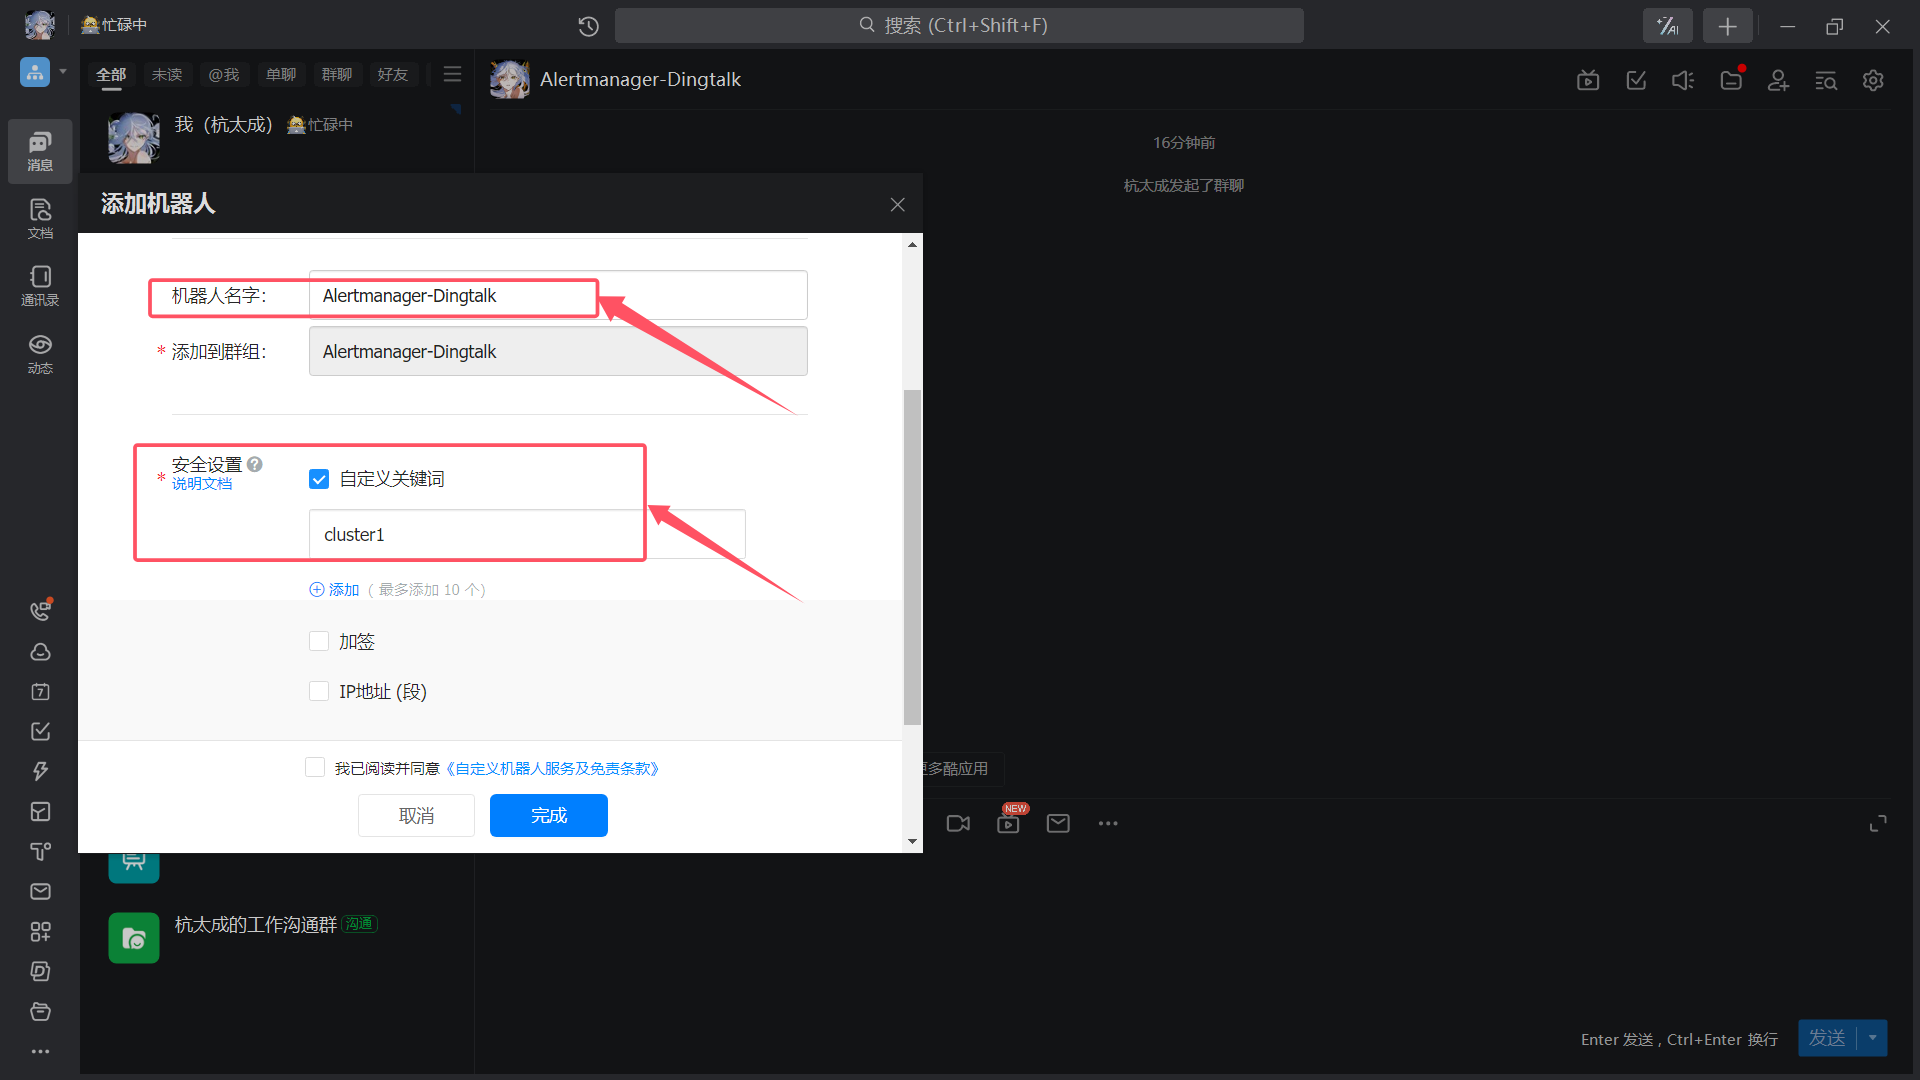 忙碌中
搜索 (Ctrl+Shift+F)
全部 未读 @我 单聊 群聊 好友
Alertmanager-Dingtalk
我（杭太成） 忙碌中
消息
文档
通讯录
动态
7
16分钟前
杭太成发起了群聊
添加机器人
机器人名字: Alertmanager-Dingtalk
* 添加到群组: Alertmanager-Dingtalk
* 安全设置 ?
说明文档
自定义关键词
cluster1
添加 （ 最多添加 10 个）
加签
IP地址 (段)
我已阅读并同意《自定义机器人服务及免责条款》
取消 完成
更多酷应用
NEW
杭太成的工作沟通群 沟通
Enter 发送 , Ctrl+Enter 换行
发送